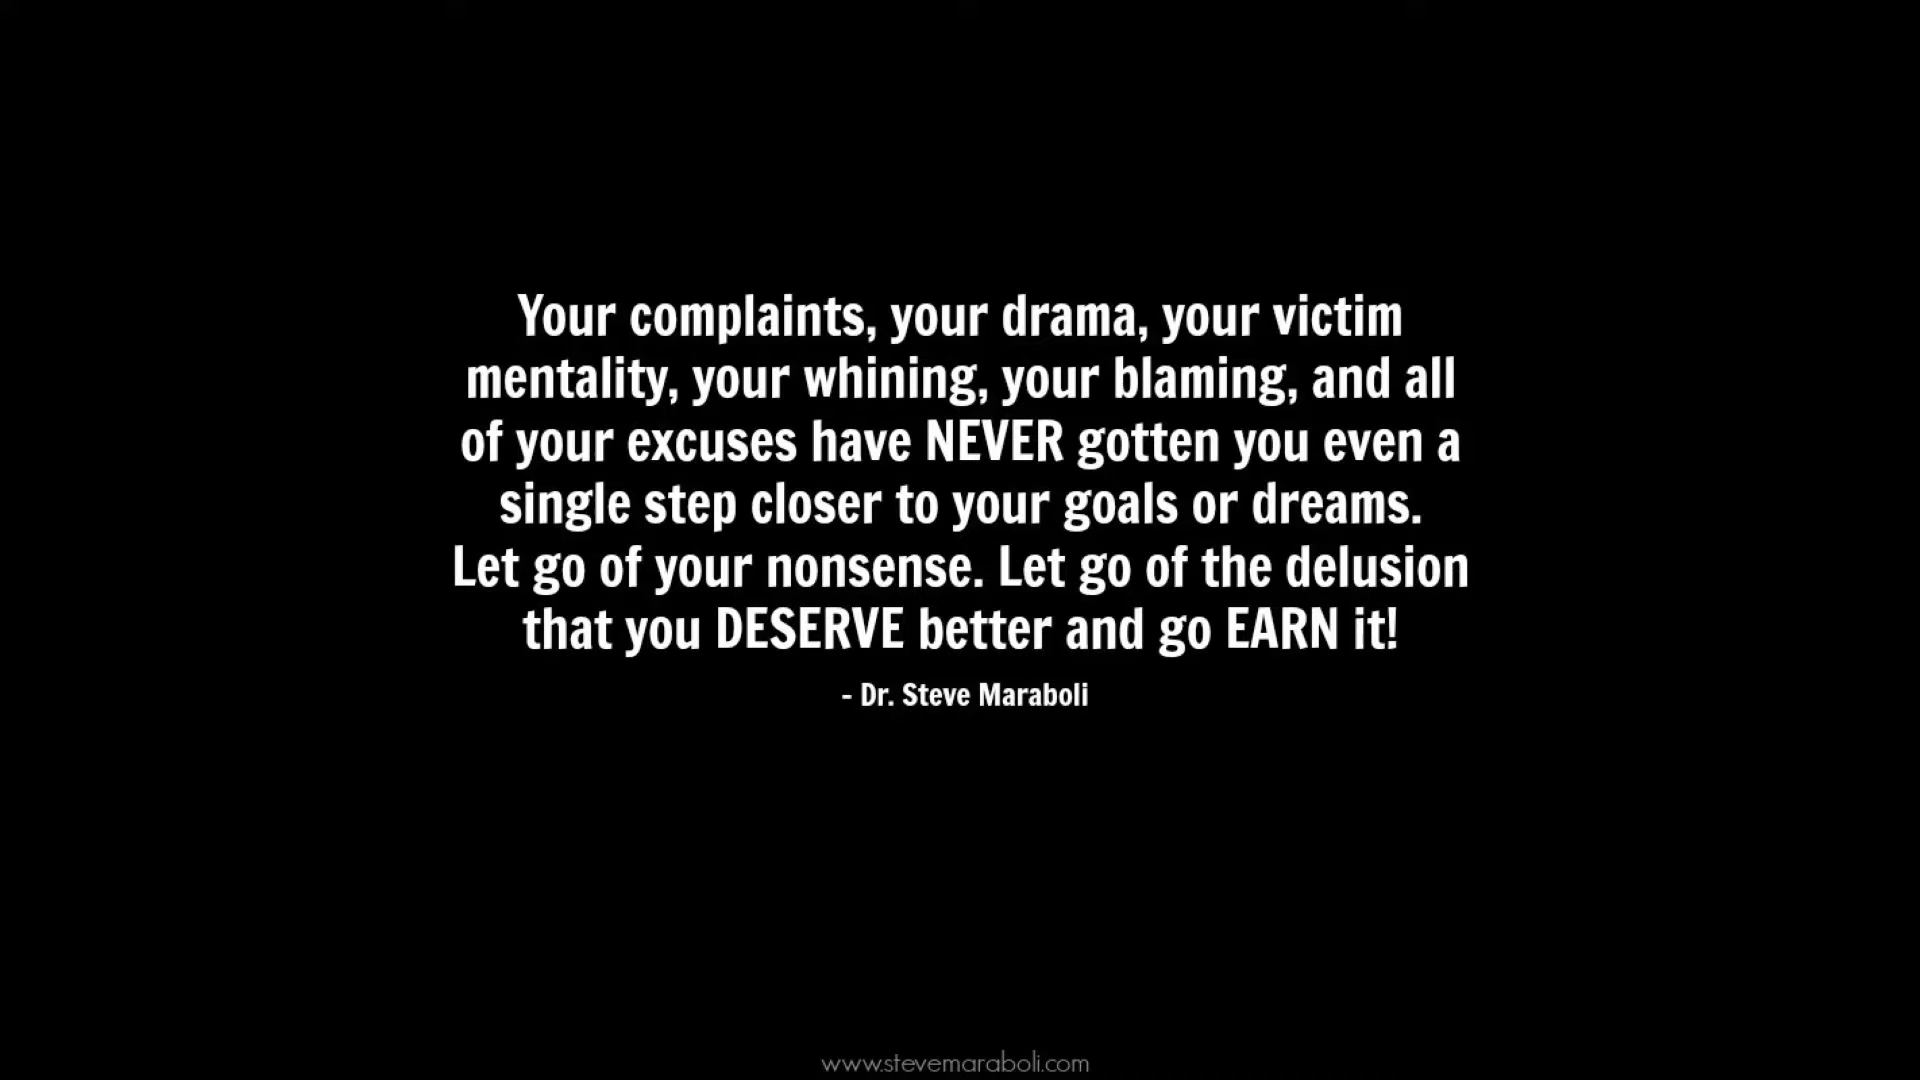 Your complaints, your drama, your victim
mentality, your whining, your blaming, and all
of your excuses have NEVER gotten you even a
single step closer to your goals or dreams.
Let go of your nonsense. Let go of the delusion
that you DESERVE better and go EARN it!
- Dr. Steve Maraboli
www.stevemaraboli.com